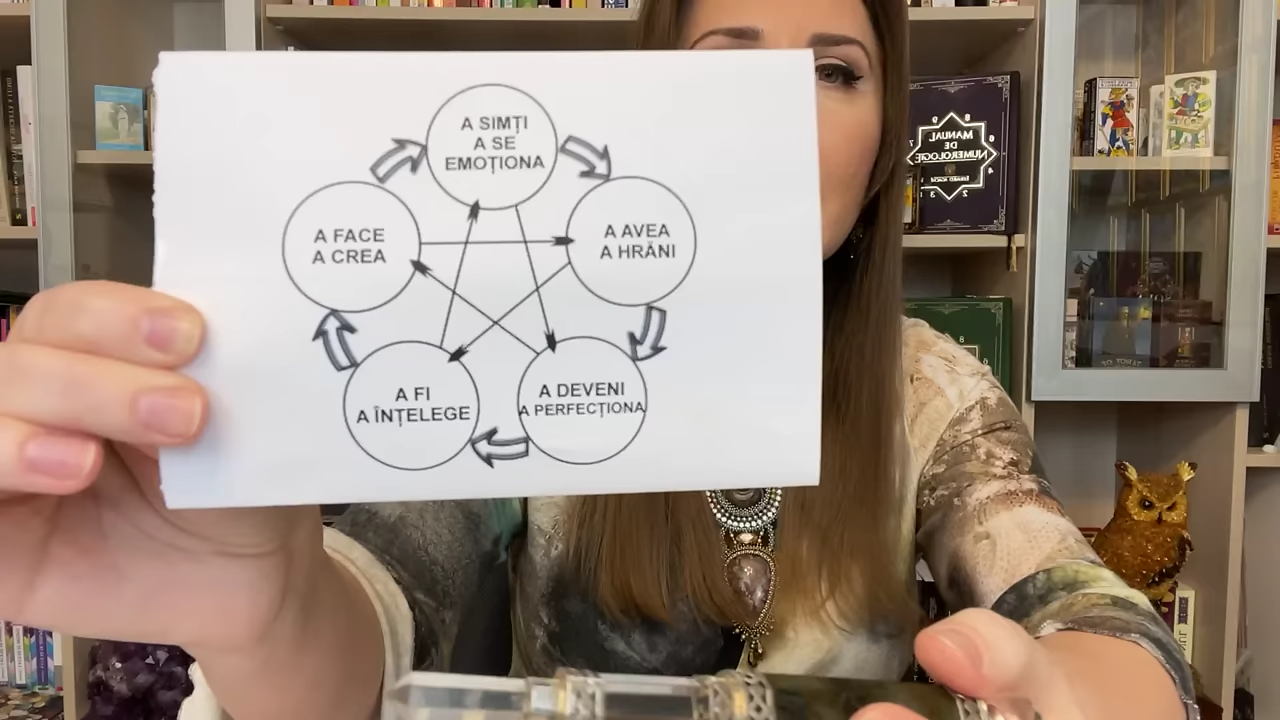 A SIMȚI
A SE
EMOȚIONA
A FACE
A CREA
A AVEA
A HRĂNI
A FI
A ÎNȚELEGE
A DEVENI
A PERFECȚIONA
MANUAL
DE
NUMEROLOGIE